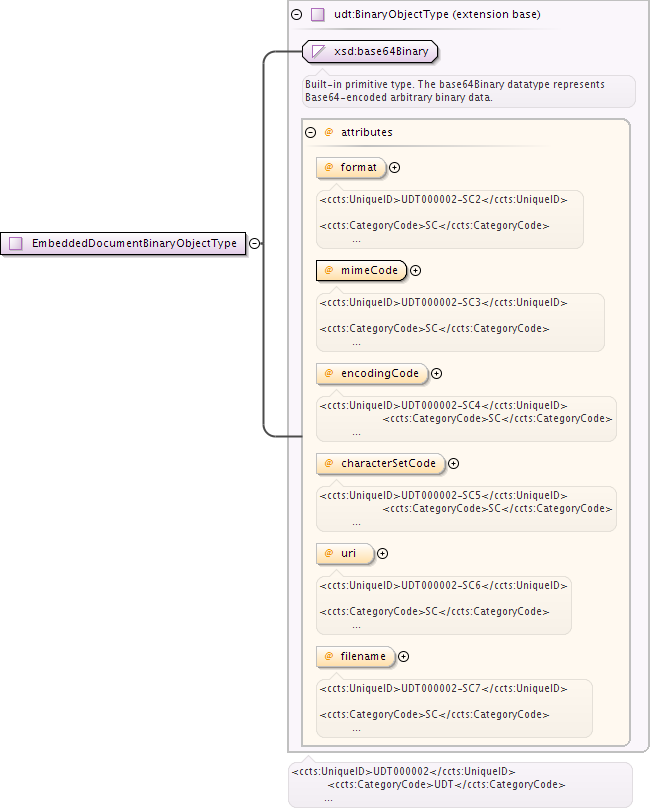 udt:BinaryObjectType (extension base)
xsd:base64Binary
Built-in primitive type. The base64Binary datatype represents
Base64-encoded arbitrary binary data.
@ attributes
@ format
<ccts:UniqueID>UDT000002-SC2</ccts:UniqueID>
<ccts:CategoryCode>SC</ccts:CategoryCode>
...
EmbeddedDocumentBinaryObjectType
@ mimeCode
<ccts:UniqueID>UDT000002-SC3</ccts:UniqueID>
<ccts:CategoryCode>SC</ccts:CategoryCode>
...
@ encodingCode
<ccts:UniqueID>UDT000002-SC4</ccts:UniqueID>
<ccts:CategoryCode>SC</ccts:CategoryCode>
...
@ characterSetCode
<ccts:UniqueID>UDT000002-SC5</ccts:UniqueID>
<ccts:CategoryCode>SC</ccts:CategoryCode>
...
@ uri
<ccts:UniqueID>UDT000002-SC6</ccts:UniqueID>
<ccts:CategoryCode>SC</ccts:CategoryCode>
...
@ filename
<ccts:UniqueID>UDT000002-SC7</ccts:UniqueID>
<ccts:CategoryCode>SC</ccts:CategoryCode>
...
<ccts:UniqueID>UDT000002</ccts:UniqueID>
<ccts:CategoryCode>UDT</ccts:CategoryCode>
...